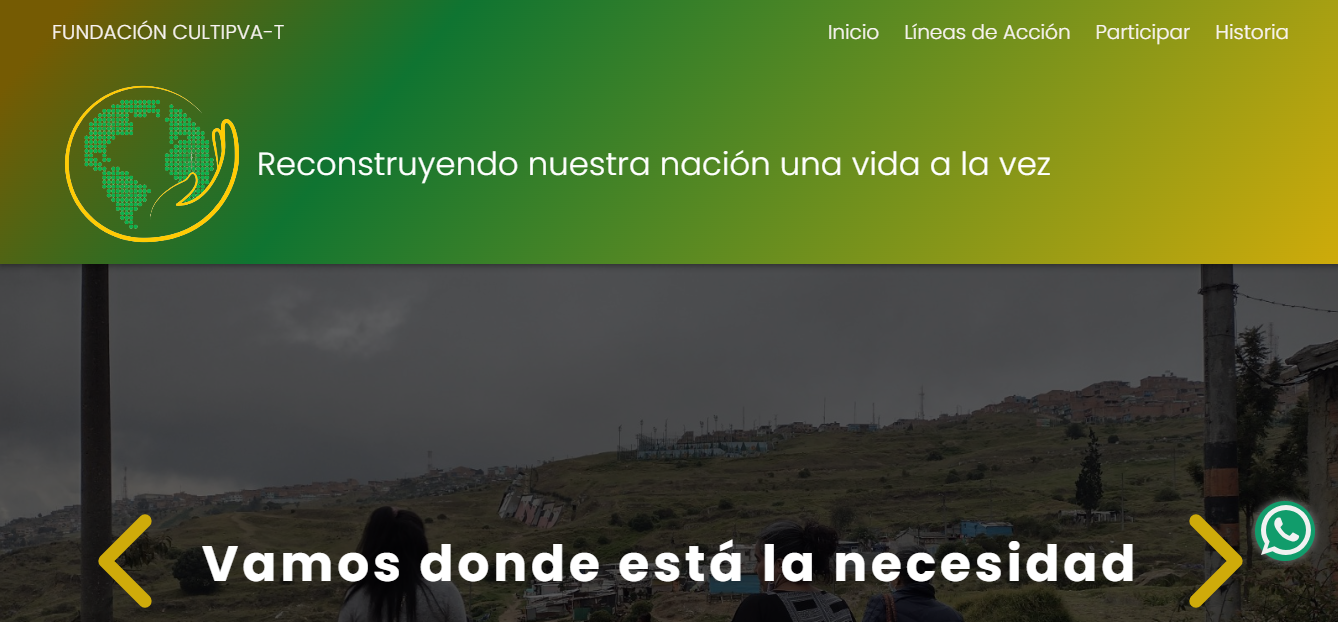 FUNDACIÓN CULTIPVA-T
Inicio Líneas de Acción Participar Historia
Reconstruyendo nuestra nación una vida a la vez
Vamos donde está la necesidad